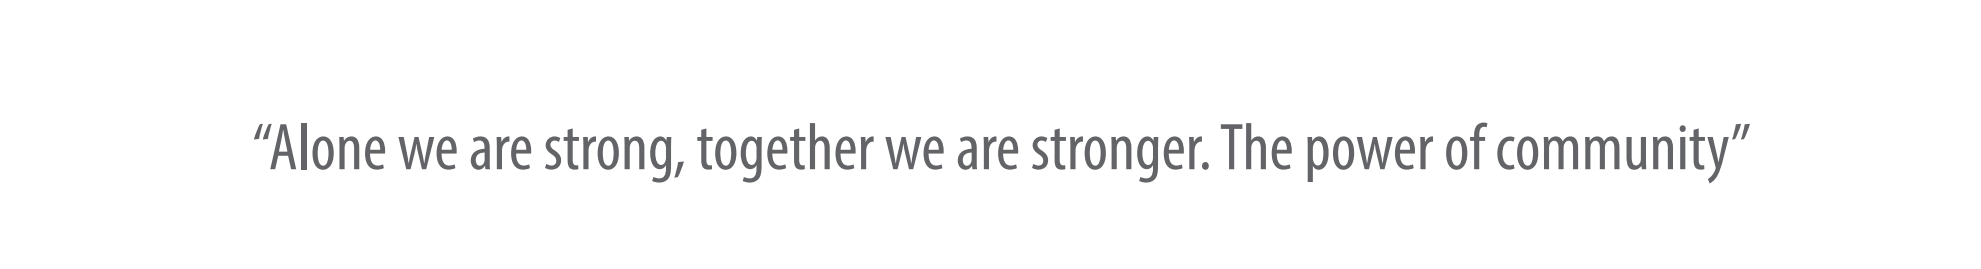 “Alone we are strong, together we are stronger. The power of community”